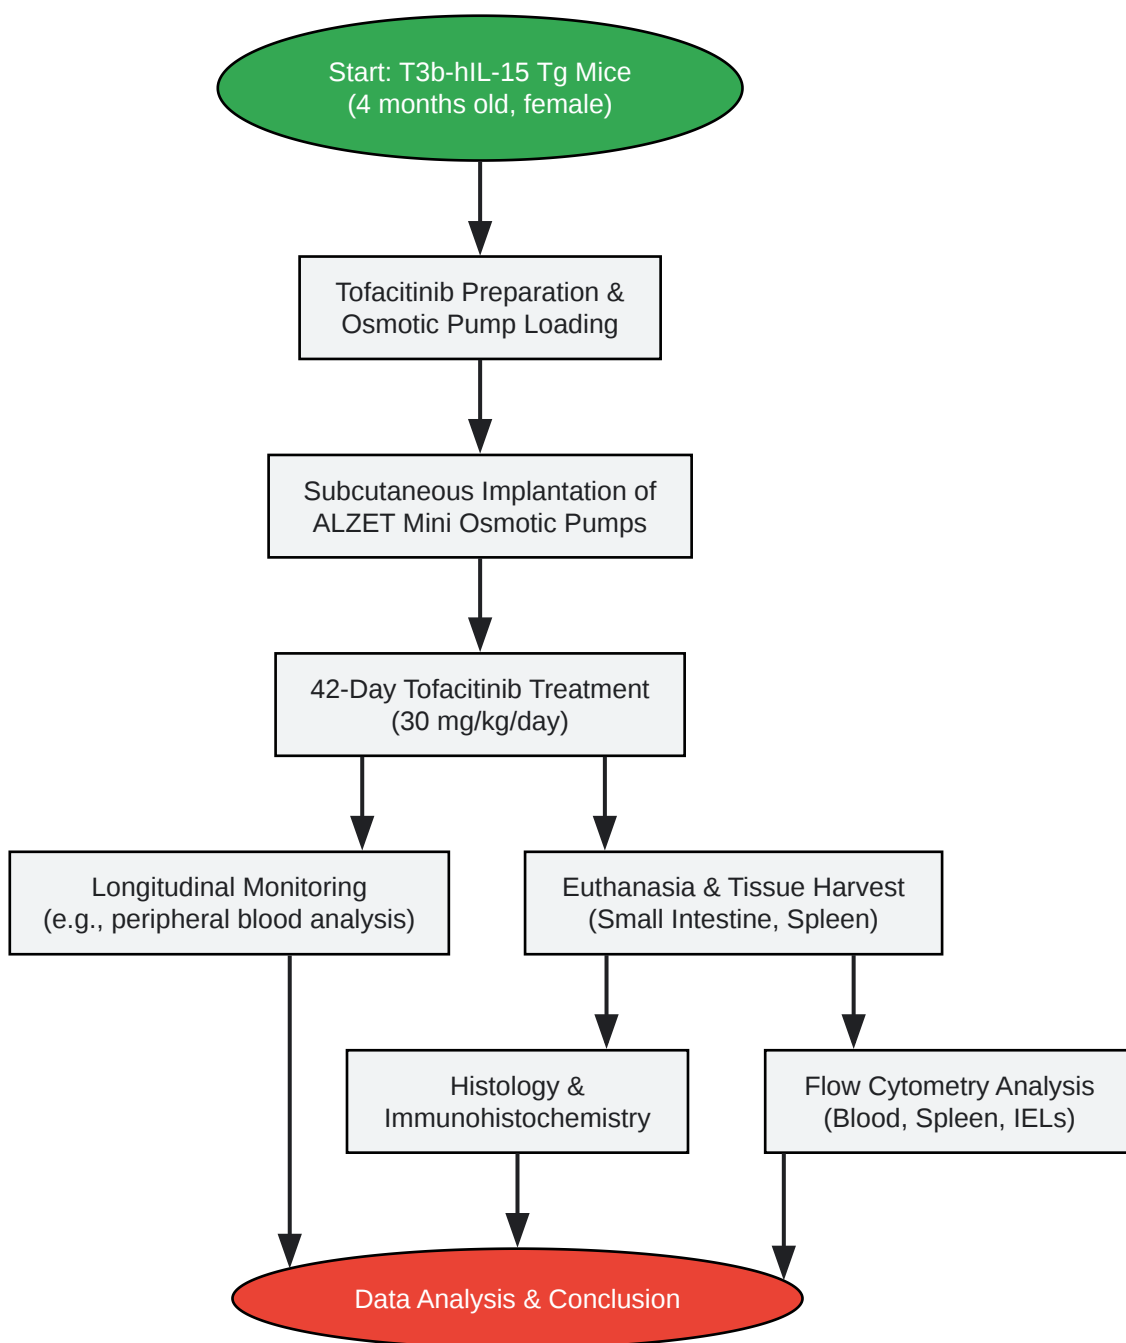 Start: T3b-hIL-15 Tg Mice
(4 months old, female)
Tofacitinib Preparation &
Osmotic Pump Loading
Subcutaneous Implantation of
ALZET Mini Osmotic Pumps
42-Day Tofacitinib Treatment
(30 mg/kg/day)
Longitudinal Monitoring
(e.g., peripheral blood analysis)
Euthanasia & Tissue Harvest
(Small Intestine, Spleen)
Histology &
Immunohistochemistry
Flow Cytometry Analysis
(Blood, Spleen, IELs)
Data Analysis & Conclusion